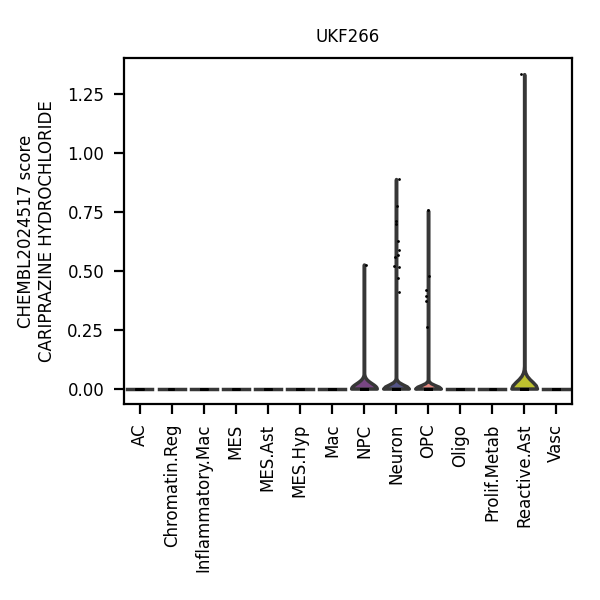 UKF266
CHEMBL2024517 score
CARIPRAZINE HYDROCHLORIDE
1.25
1.00
0.75
0.50
0.25
0.00
AC
Chromatin.Reg
Inflammatory.Mac
MES
MES.Ast
MES.Hyp
Mac
NPC
Neuron
OPC
Oligo
Prolif.Metab
Reactive.Ast
Vasc